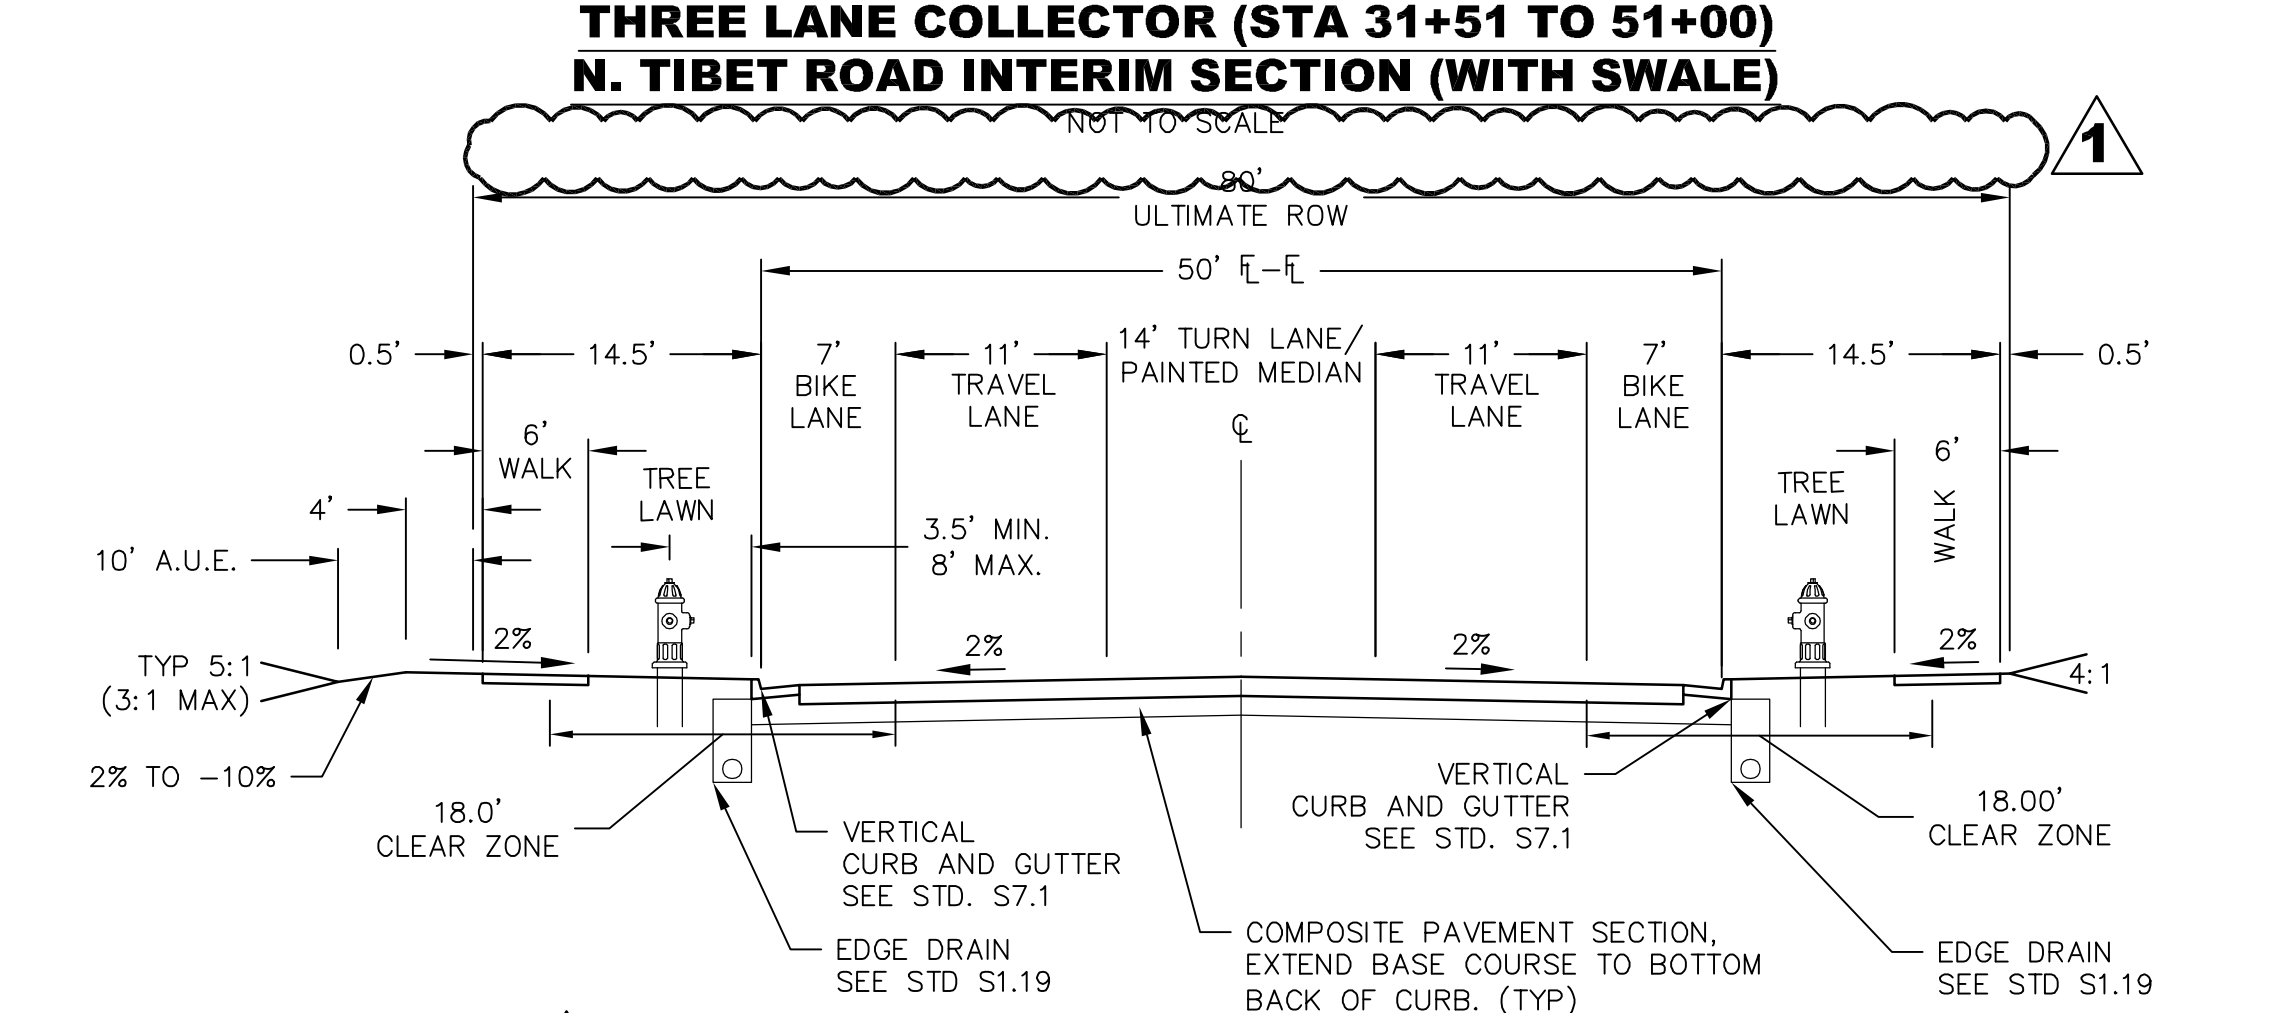 THREE LANE COLLECTOR (STA 31+51 TO 51+00)
N. TIBET ROAD INTERIM SECTION (WITH SWALE)
NOT TO SCALE
1
80'
ULTIMATE ROW
50' FL-FL
0.5'
14.5'
7'
BIKE
LANE
11'
TRAVEL
LANE
14' TURN LANE/
PAINTED MEDIAN
CL
11'
TRAVEL
LANE
7'
BIKE
LANE
14.5'
0.5'
6'
WALK
TREE
LAWN
4'
3.5' MIN.
8' MAX.
10' A.U.E.
TREE
LAWN
6'
WALK
2%
2%
2%
2%
TYP 5:1
(3:1 MAX)
4:1
2% TO -10%
18.0'
CLEAR ZONE
VERTICAL
CURB AND GUTTER
SEE STD. S7.1
EDGE DRAIN
SEE STD S1.19
VERTICAL
CURB AND GUTTER
SEE STD. S7.1
18.00'
CLEAR ZONE
COMPOSITE PAVEMENT SECTION,
EXTEND BASE COURSE TO BOTTOM
BACK OF CURB. (TYP)
EDGE DRAIN
SEE STD S1.19